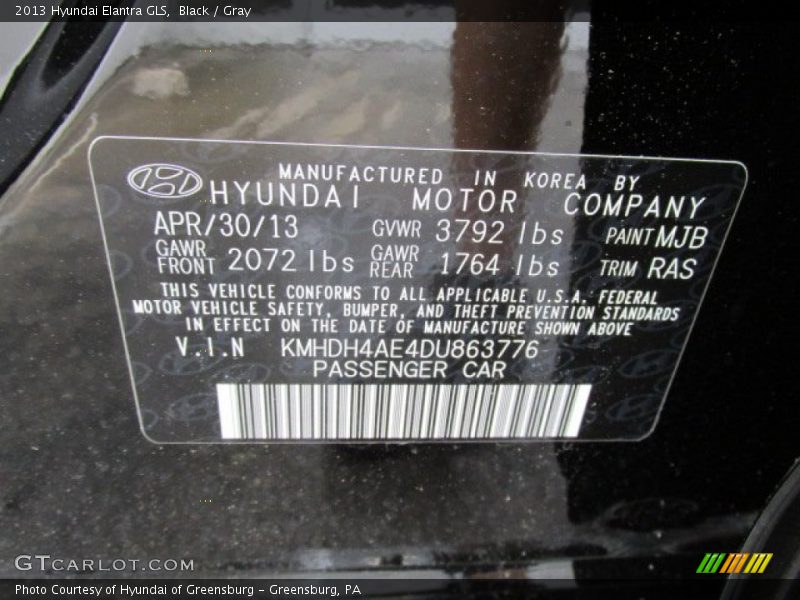 2013 Hyundai Elantra GLS, Black / Gray
MANUFACTURED IN KOREA BY
HYUNDAI MOTOR COMPANY
APR/30/13 GVWR 3792 lbs PAINT MJB
GAWR FRONT 2072 lbs GAWR REAR 1764 lbs TRIM RAS
THIS VEHICLE CONFORMS TO ALL APPLICABLE U.S.A. FEDERAL
MOTOR VEHICLE SAFETY, BUMPER, AND THEFT PREVENTION STANDARDS
IN EFFECT ON THE DATE OF MANUFACTURE SHOWN ABOVE
V.I.N KMHDH4AE4DU863776
PASSENGER CAR
GTCARLOT.COM
Photo Courtesy of Hyundai of Greensburg - Greensburg, PA